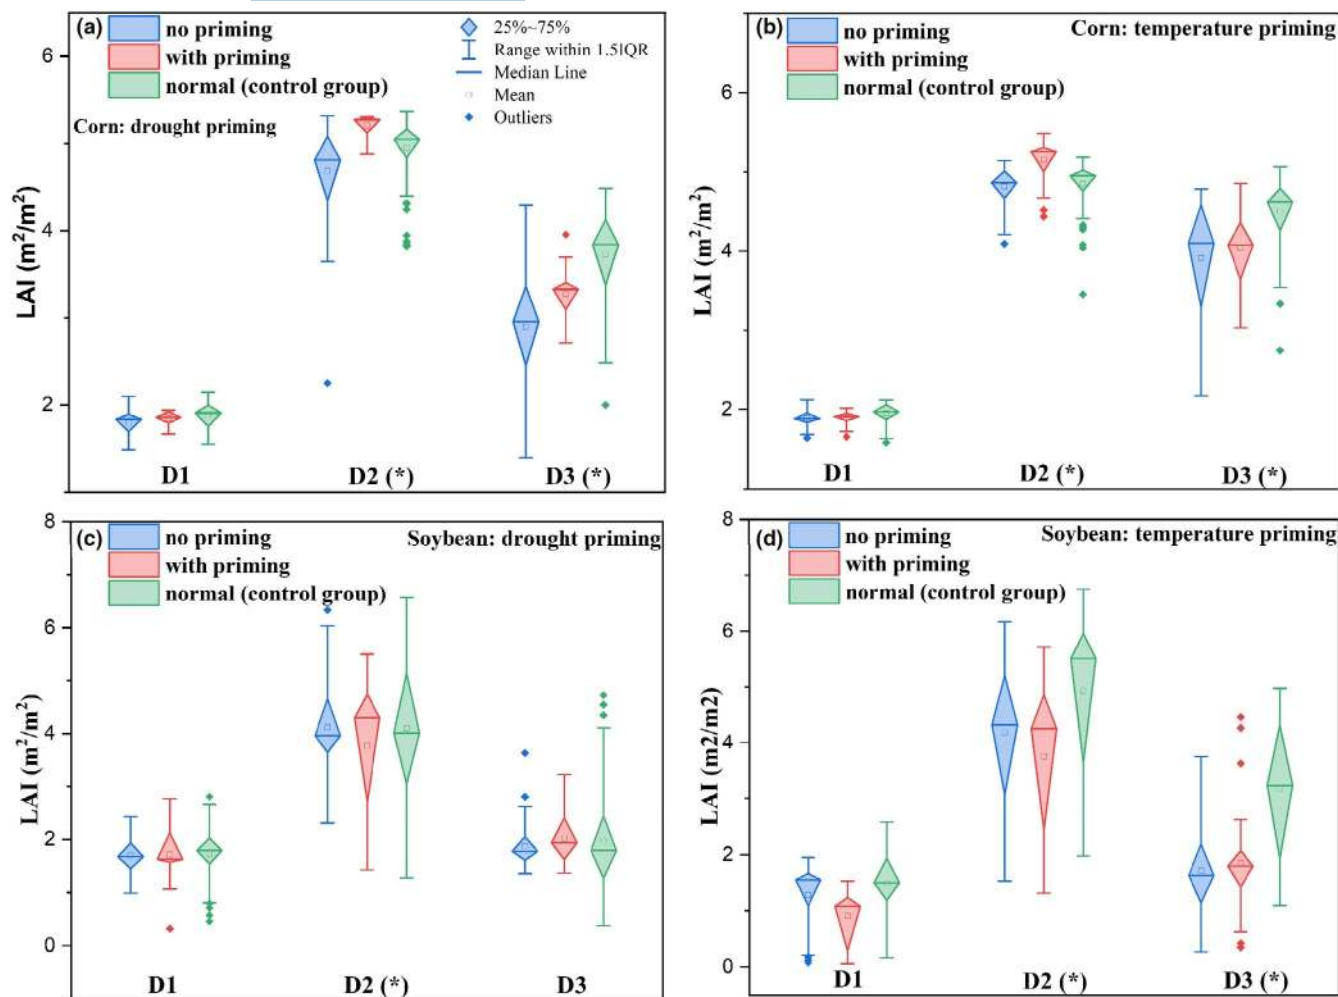 (a)
no priming
with priming
normal (control group)
25%~75%
Range within 1.5IQR
Median Line
Mean
Outliers
Corn: drought priming
LAI (m²/m²)
6
4
2
D1
D2 (*)
D3 (*)
(b)
no priming
with priming
normal (control group)
Corn: temperature priming
LAI (m²/m²)
6
4
2
D1
D2 (*)
D3 (*)
(c)
no priming
with priming
normal (control group)
Soybean: drought priming
LAI (m²/m²)
8
6
4
2
0
D1
D2 (*)
D3
(d)
no priming
with priming
normal (control group)
Soybean: temperature priming
LAI (m2/m2)
8
6
4
2
0
D1
D2 (*)
D3 (*)